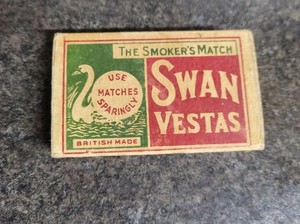 THE SMOKER'S MATCH
USE
MATCHES
SPARINGLY
BRITISH MADE
SWAN
VESTAS